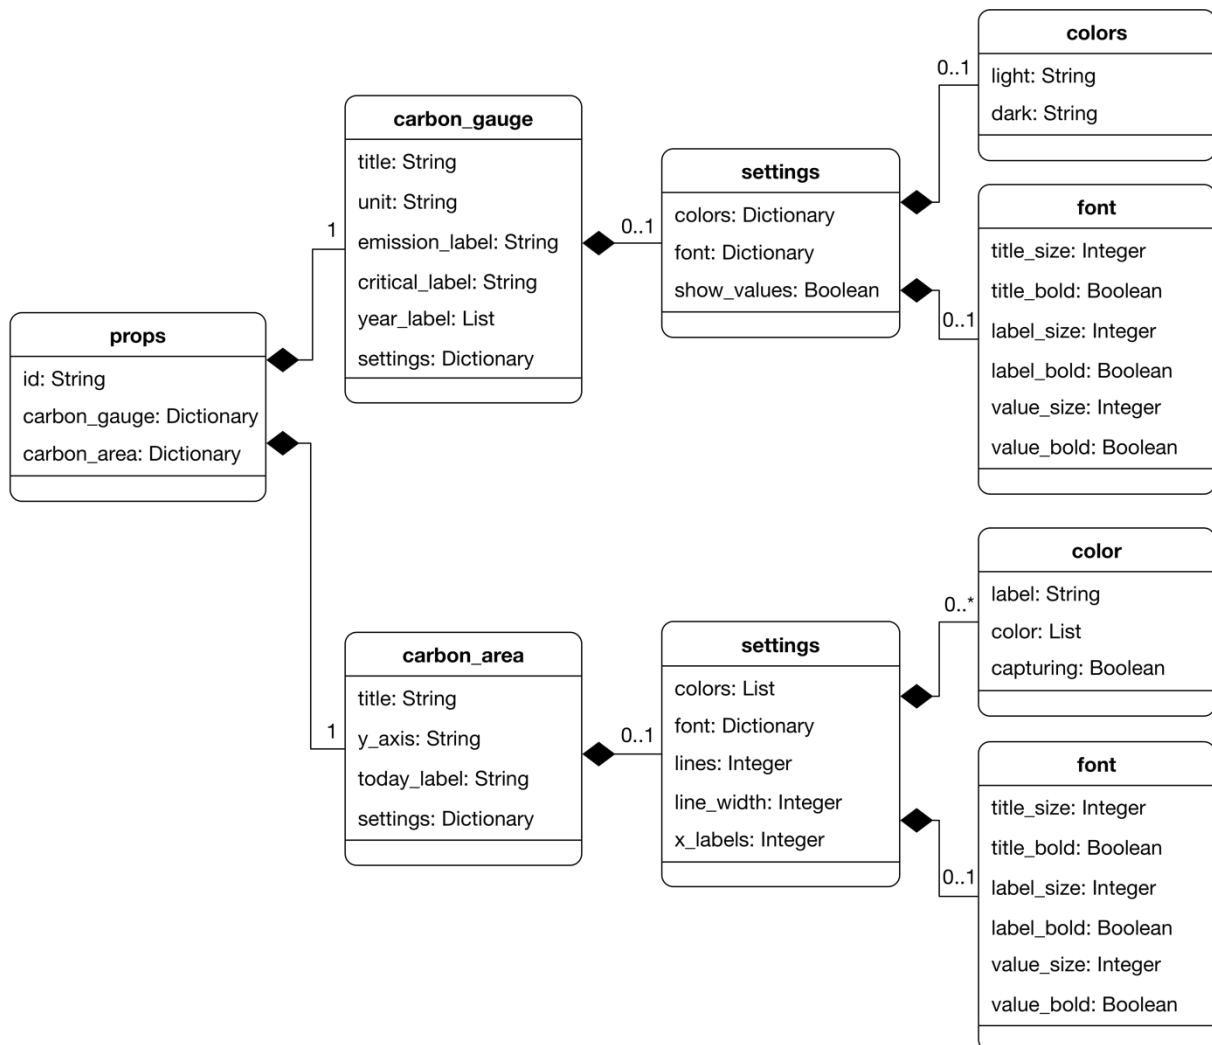 props
id: String
carbon_gauge: Dictionary
carbon_area: Dictionary
1
carbon_gauge
title: String
unit: String
emission_label: String
critical_label: String
year_label: List
settings: Dictionary
0..1
settings
colors: Dictionary
font: Dictionary
show_values: Boolean
0..1
colors
light: String
dark: String
0..1
font
title_size: Integer
title_bold: Boolean
label_size: Integer
label_bold: Boolean
value_size: Integer
value_bold: Boolean
1
carbon_area
title: String
y_axis: String
today_label: String
settings: Dictionary
0..1
settings
colors: List
font: Dictionary
lines: Integer
line_width: Integer
x_labels: Integer
0..*
color
label: String
color: List
capturing: Boolean
0..1
font
title_size: Integer
title_bold: Boolean
label_size: Integer
label_bold: Boolean
value_size: Integer
value_bold: Boolean